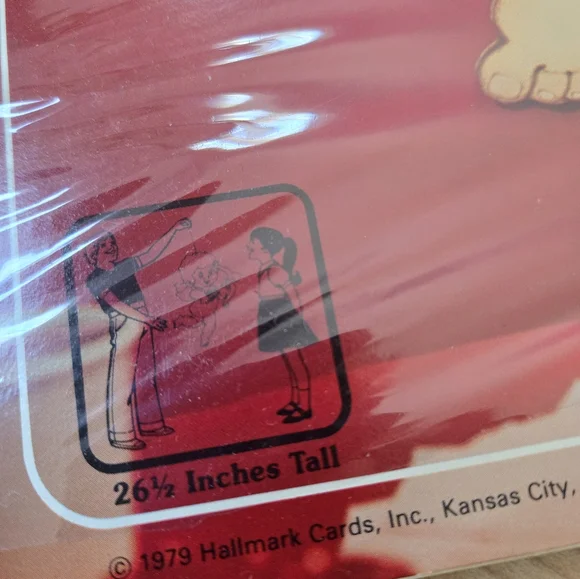 26½ Inches Tall
© 1979 Hallmark Cards, Inc., Kansas City,